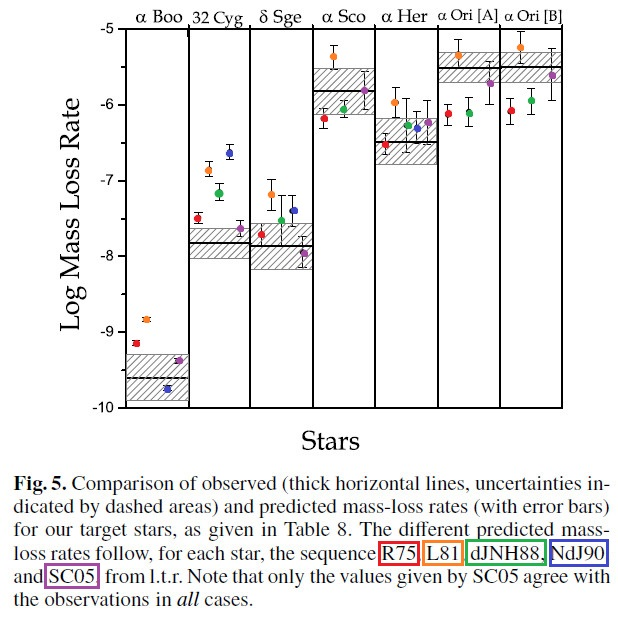 α Boo 32 Cyg δ Sge α Sco α Her α Ori [A] α Ori [B]
-5
-6
-7
-8
-9
-10
Log Mass Loss Rate
Stars
Fig. 5. Comparison of observed (thick horizontal lines, uncertainties in-
dicated by dashed areas) and predicted mass-loss rates (with error bars)
for our target stars, as given in Table 8. The different predicted mass-
loss rates follow, for each star, the sequence R75 L81 dJNH88, NdJ90
and SC05 from l.t.r. Note that only the values given by SC05 agree with
the observations in all cases.